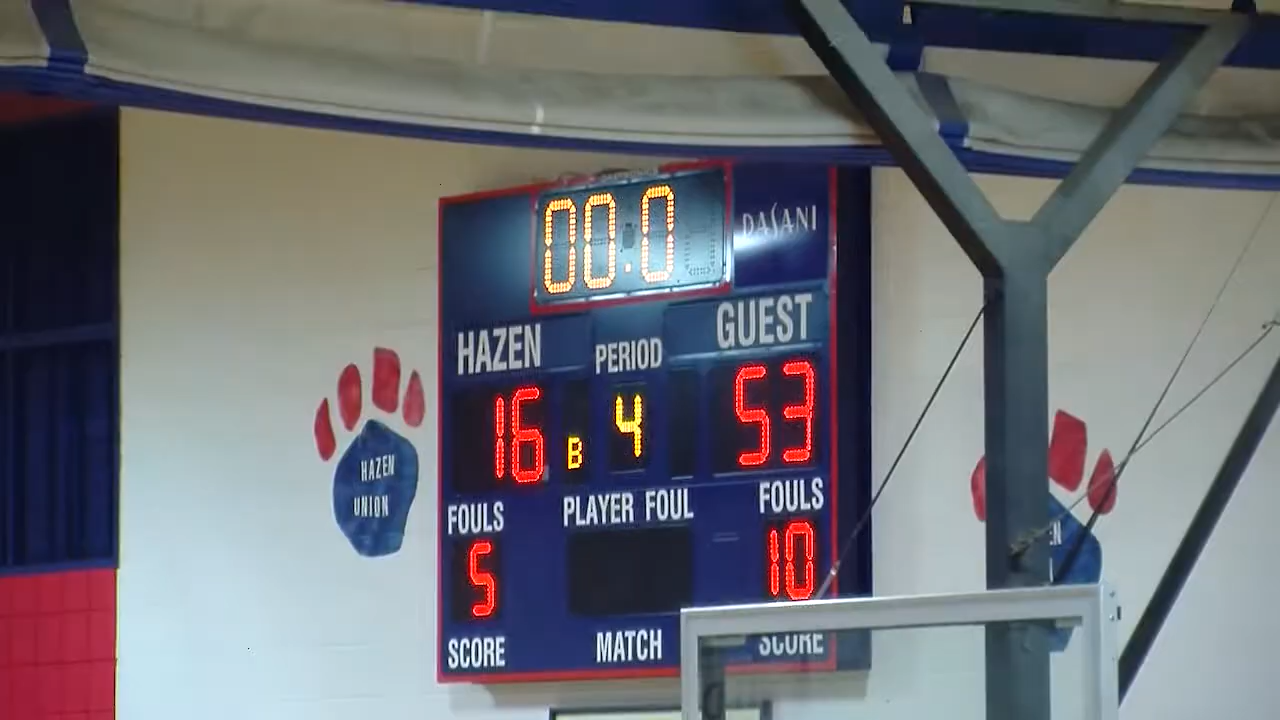 00.0
DASANI
HAZEN
PERIOD
GUEST
16
B
4
53
FOULS
PLAYER FOUL
FOULS
5
10
SCORE
MATCH
SCORE
HAZEN
UNION